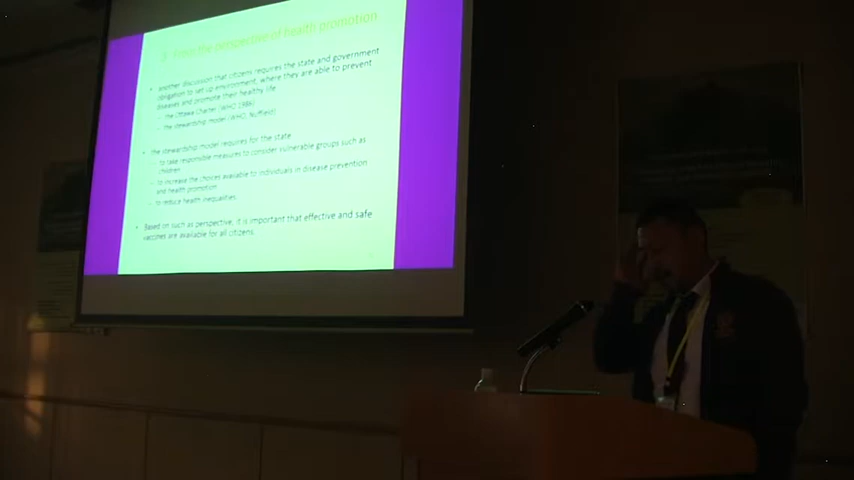 3. From the perspective of health promotion
• another discussion that citizens requires the state and government
obligation to set up environment, where they are able to prevent
diseases and promote their healthy life
– the Ottawa Charter (WHO 1986)
– the stewardship model (WHO, Nuffield)
• the stewardship model requires for the state
– to take responsible measures to consider vulnerable groups such as
children
– to increase the choices available to individuals in disease prevention
and health promotion
– to reduce health inequalities.
• Based on such as perspective, it is important that effective and safe
vaccines are available for all citizens.